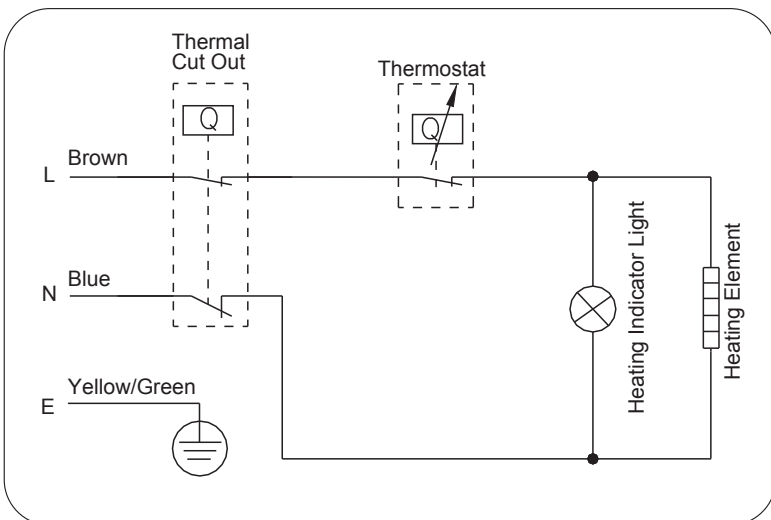 Thermal
Cut Out
Thermostat
Q
Q
L Brown
N Blue
E Yellow/Green
Heating Indicator Light
Heating Element